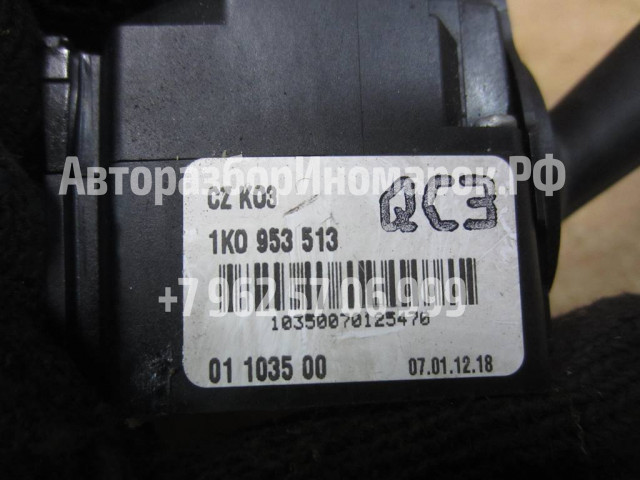 АвторазборИномарок.РФ
CZ K03
QC3
1K0 953 513
+7 962 57 06 999
10350070125470
01 1035 00
07.01.12.18